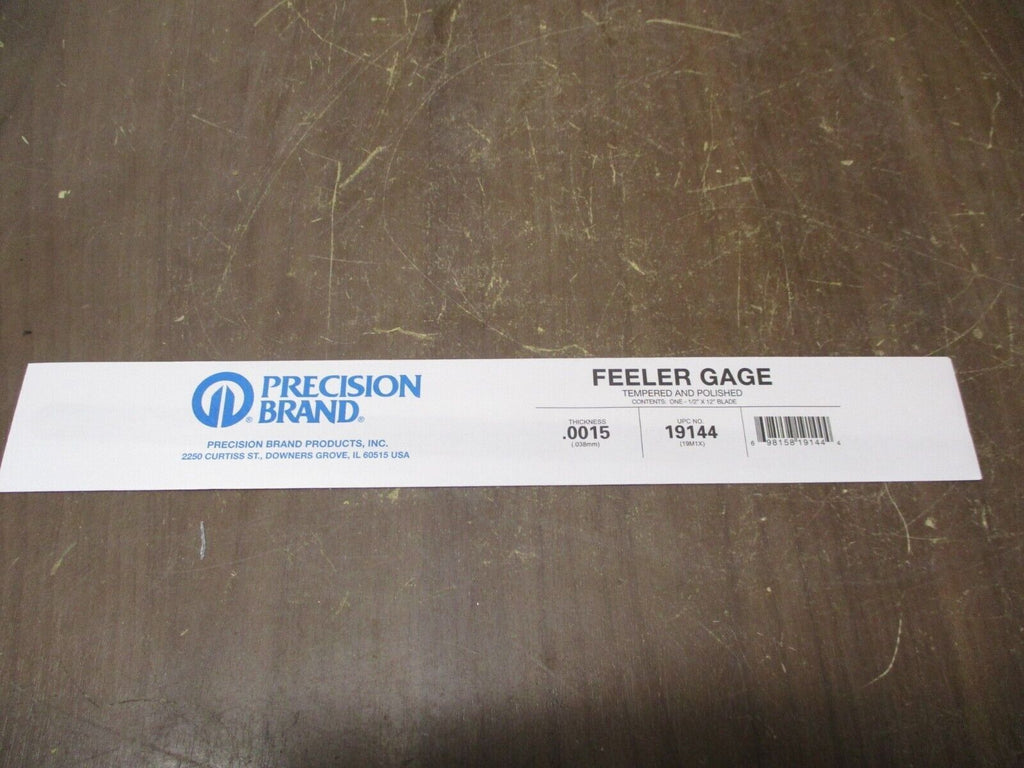 PRECISION
BRAND®
®
PRECISION BRAND PRODUCTS, INC.
2250 CURTISS ST., DOWNERS GROVE, IL 60515 USA
FEELER GAGE
TEMPERED AND POLISHED
CONTENTS: ONE - 1/2" X 12" BLADE
THICKNESS
.0015
(.038mm)
UPC NO.
19144
(19M1X)
6 98158 19144 4